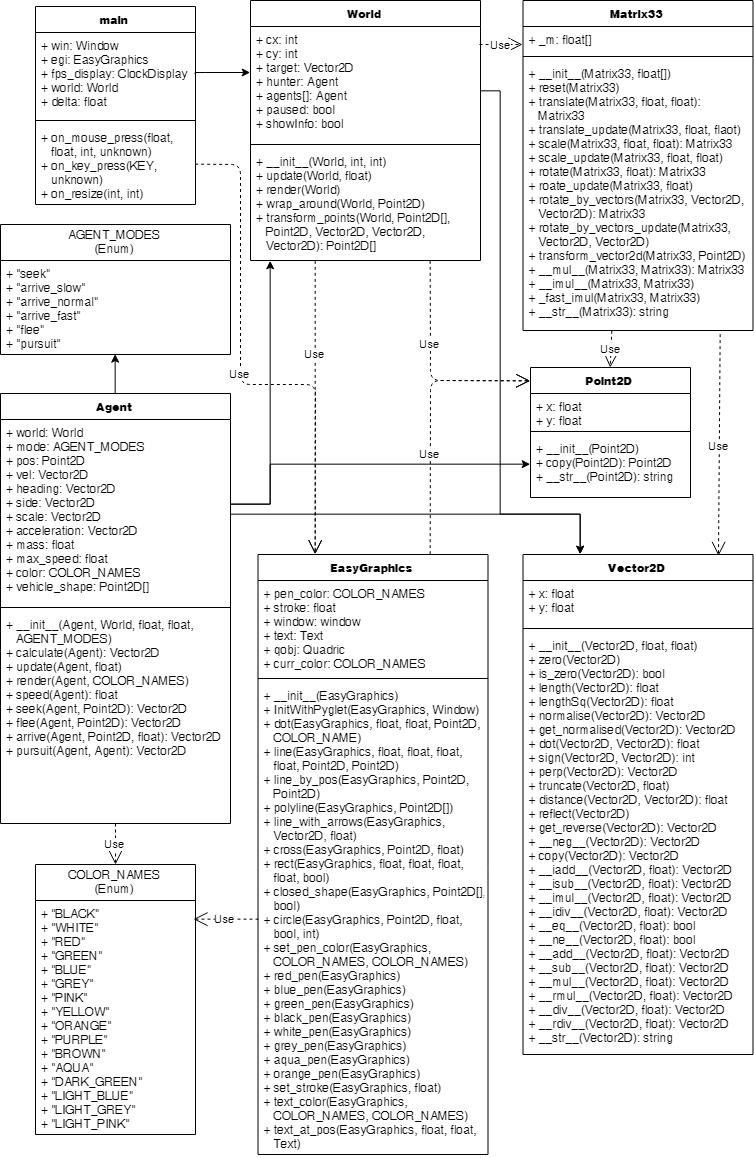 main
+ win: Window
+ egi: EasyGraphics
+ fps_display: ClockDisplay
+ world: World
+ delta: float
+ on_mouse_press(float,
float, int, unknown)
+ on_key_press(KEY,
unknown)
+ on_resize(int, int)
World
+ cx: int
+ cy: int
+ target: Vector2D
+ hunter: Agent
+ agents[]: Agent
+ paused: bool
+ showInfo: bool
+ __init__(World, int, int)
+ update(World, float)
+ render(World)
+ wrap_around(World, Point2D)
+ transform_points(World, Point2D[],
Point2D, Vector2D, Vector2D,
Vector2D): Point2D[]
Use
Matrix33
+ _m: float[]
+ __init__(Matrix33, float[])
+ reset(Matrix33)
+ translate(Matrix33, float, float):
Matrix33
+ translate_update(Matrix33, float, flaot)
+ scale(Matrix33, float, float): Matrix33
+ scale_update(Matrix33, float, float)
+ rotate(Matrix33, float): Matrix33
+ roate_update(Matrix33, float)
+ rotate_by_vectors(Matrix33, Vector2D,
Vector2D): Matrix33
+ rotate_by_vectors_update(Matrix33,
Vector2D, Vector2D)
+ transform_vector2d(Matrix33, Point2D)
+ __mul__(Matrix33, Matrix33): Matrix33
+ __imul__(Matrix33, Matrix33)
+ _fast_imul(Matrix33, Matrix33)
+ __str__(Matrix33): string
AGENT_MODES
(Enum)
+ "seek"
+ "arrive_slow"
+ "arrive_normal"
+ "arrive_fast"
+ "flee"
+ "pursuit"
Use
Use
Use
Use
Point2D
+ x: float
+ y: float
+ __init__(Point2D)
+ copy(Point2D): Point2D
+ __str__(Point2D): string
Agent
+ world: World
+ mode: AGENT_MODES
+ pos: Point2D
+ vel: Vector2D
+ heading: Vector2D
+ side: Vector2D
+ scale: Vector2D
+ acceleration: Vector2D
+ mass: float
+ max_speed: float
+ color: COLOR_NAMES
+ vehicle_shape: Point2D[]
+ __init__(Agent, World, float, float,
AGENT_MODES)
+ calculate(Agent): Vector2D
+ update(Agent, float)
+ render(Agent, COLOR_NAMES)
+ speed(Agent): float
+ seek(Agent, Point2D): Vector2D
+ flee(Agent, Point2D): Vector2D
+ arrive(Agent, Point2D, float): Vector2D
+ pursuit(Agent, Agent): Vector2D
Use
Use
Use
COLOR_NAMES
(Enum)
+ "BLACK"
+ "WHITE"
+ "RED"
+ "GREEN"
+ "BLUE"
+ "GREY"
+ "PINK"
+ "YELLOW"
+ "ORANGE"
+ "PURPLE"
+ "BROWN"
+ "AQUA"
+ "DARK_GREEN"
+ "LIGHT_BLUE"
+ "LIGHT_GREY"
+ "LIGHT_PINK"
Use
EasyGraphics
+ pen_color: COLOR_NAMES
+ stroke: float
+ window: window
+ text: Text
+ qobj: Quadric
+ curr_color: COLOR_NAMES
+ __init__(EasyGraphics)
+ InitWithPyglet(EasyGraphics, Window)
+ dot(EasyGraphics, float, float, Point2D,
COLOR_NAME)
+ line(EasyGraphics, float, float, float,
float, Point2D, Point2D)
+ line_by_pos(EasyGraphics, Point2D,
Point2D)
+ polyline(EasyGraphics, Point2D[])
+ line_with_arrows(EasyGraphics,
Vector2D, float)
+ cross(EasyGraphics, Point2D, float)
+ rect(EasyGraphics, float, float, float,
float, bool)
+ closed_shape(EasyGraphics, Point2D[],
bool)
+ circle(EasyGraphics, Point2D, float,
bool, int)
+ set_pen_color(EasyGraphics,
COLOR_NAMES, COLOR_NAMES)
+ red_pen(EasyGraphics)
+ blue_pen(EasyGraphics)
+ green_pen(EasyGraphics)
+ black_pen(EasyGraphics)
+ white_pen(EasyGraphics)
+ grey_pen(EasyGraphics)
+ aqua_pen(EasyGraphics)
+ orange_pen(EasyGraphics)
+ set_stroke(EasyGraphics, float)
+ text_color(EasyGraphics,
COLOR_NAMES, COLOR_NAMES)
+ text_at_pos(EasyGraphics, float, float,
Text)
Vector2D
+ x: float
+ y: float
+ __init__(Vector2D, float, float)
+ zero(Vector2D)
+ is_zero(Vector2D): bool
+ length(Vector2D): float
+ lengthSq(Vector2D): float
+ normalise(Vector2D): Vector2D
+ get_normalised(Vector2D): Vector2D
+ dot(Vector2D, Vector2D): float
+ sign(Vector2D, Vector2D): int
+ perp(Vector2D): Vector2D
+ truncate(Vector2D, float)
+ distance(Vector2D, Vector2D): float
+ reflect(Vector2D)
+ get_reverse(Vector2D): Vector2D
+ __neg__(Vector2D): Vector2D
+ copy(Vector2D): Vector2D
+ __iadd__(Vector2D, float): Vector2D
+ __isub__(Vector2D, float): Vector2D
+ __imul__(Vector2D, float): Vector2D
+ __idiv__(Vector2D, float): Vector2D
+ __eq__(Vector2D, float): bool
+ __ne__(Vector2D, float): bool
+ __add__(Vector2D, float): Vector2D
+ __sub__(Vector2D, float): Vector2D
+ __mul__(Vector2D, float): Vector2D
+ __rmul__(Vector2D, float): Vector2D
+ __div__(Vector2D, float): Vector2D
+ __rdiv__(Vector2D, float): Vector2D
+ __str__(Vector2D): string